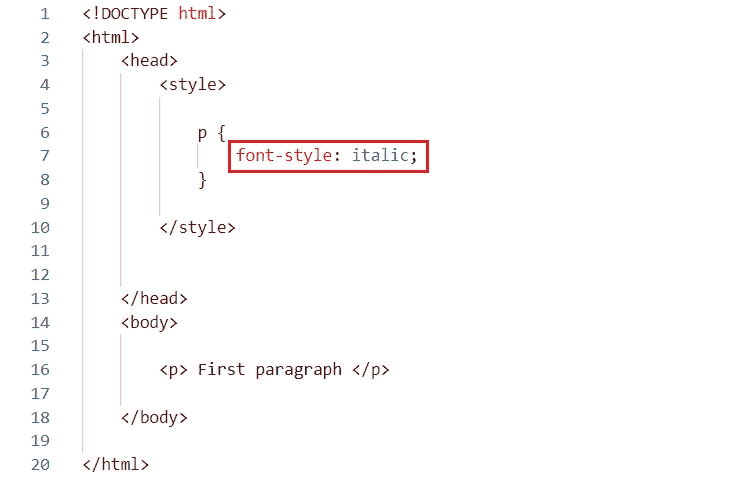 1 <!DOCTYPE html>
2 <html>
3 <head>
4 <style>
5
6 p {
7 font-style: italic;
8 }
9
10 </style>
11
12
13 </head>
14 <body>
15
16 <p> First paragraph </p>
17
18 </body>
19
20 </html>